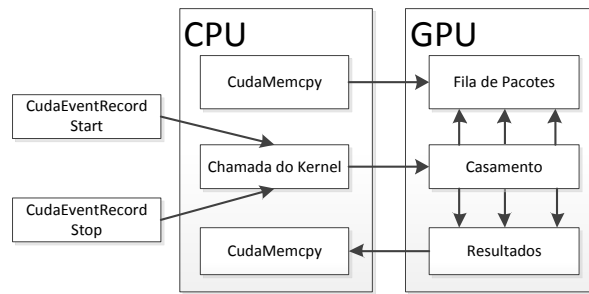 CPU
GPU
CudaMemcpy
Fila de Pacotes
CudaEventRecord
Start
Chamada do Kernel
Casamento
CudaEventRecord
Stop
CudaMemcpy
Resultados